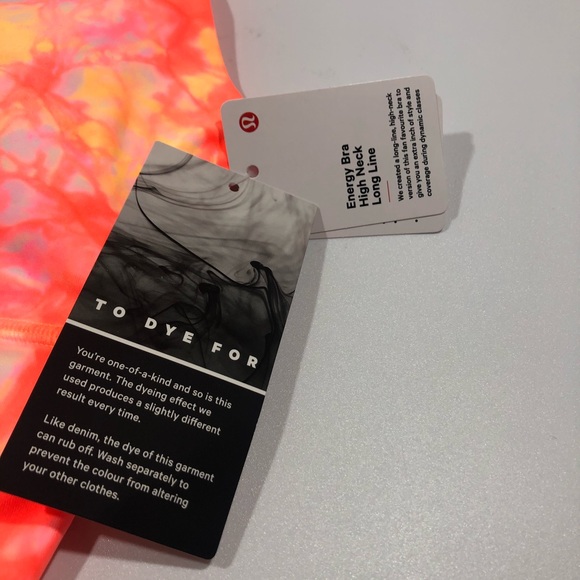 Energy Bra
High Neck
Long Line
We created a long-line, high-neck
version of this fan favourite bra to
give you an extra inch of style and
coverage during dynamic classes
TO DYE FOR
You're one-of-a-kind and so is this
garment. The dyeing effect we
used produces a slightly different
result every time.
Like denim, the dye of this garment
can rub off. Wash separately to
prevent the colour from altering
your other clothes.